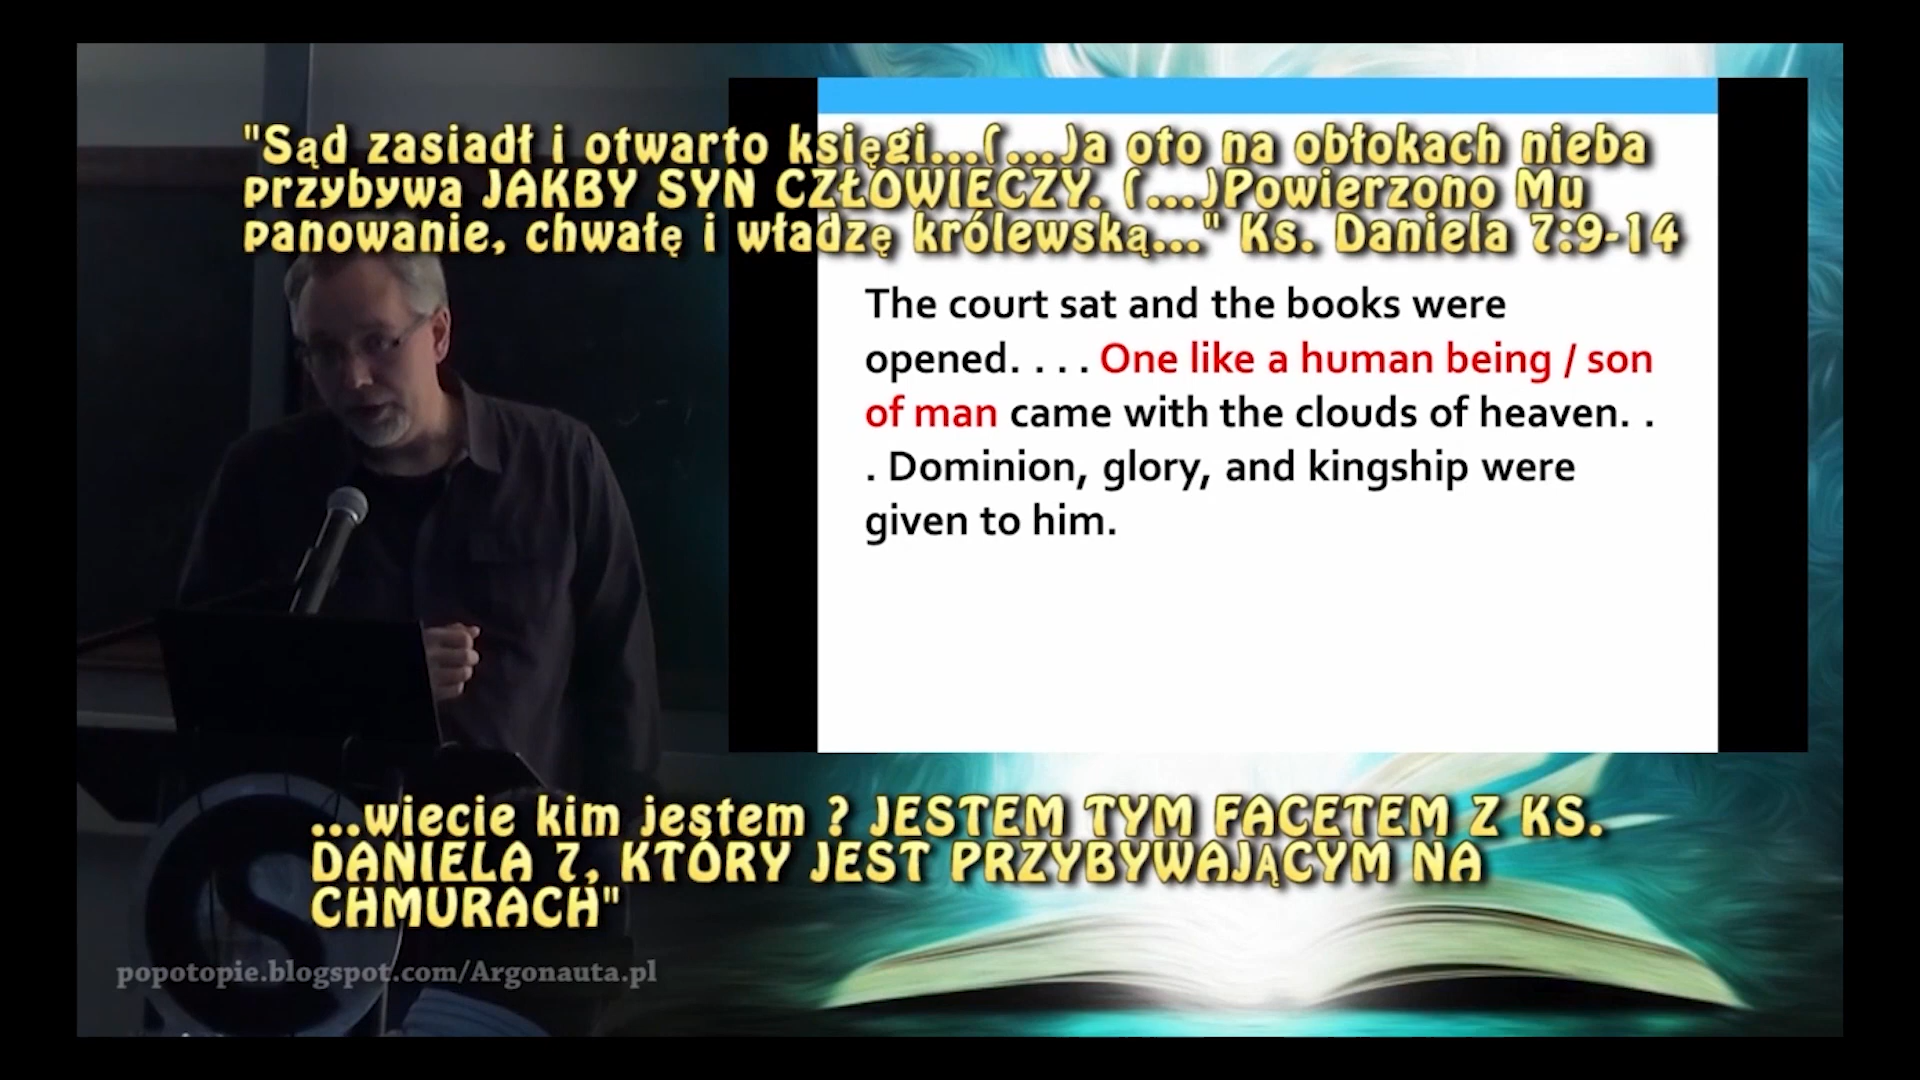 "Sąd zasiadł i otwarto księgi...(...)a oto na obłokach nieba
przybywa JAKBY SYN CZŁOWIECZY. (...)Powierzono Mu
panowanie, chwałę i władzę królewską..." Ks. Daniela 7:9-14
The court sat and the books were
opened. . . . One like a human being / son
of man came with the clouds of heaven. .
. Dominion, glory, and kingship were
given to him.
...wiecie kim jestem ? JESTEM TYM FACETEM Z KS.
DANIELA 7, KTÓRY JEST PRZYBYWAJĄCYM NA
CHMURACH"
popotopie.blogspot.com/Argonauta.pl